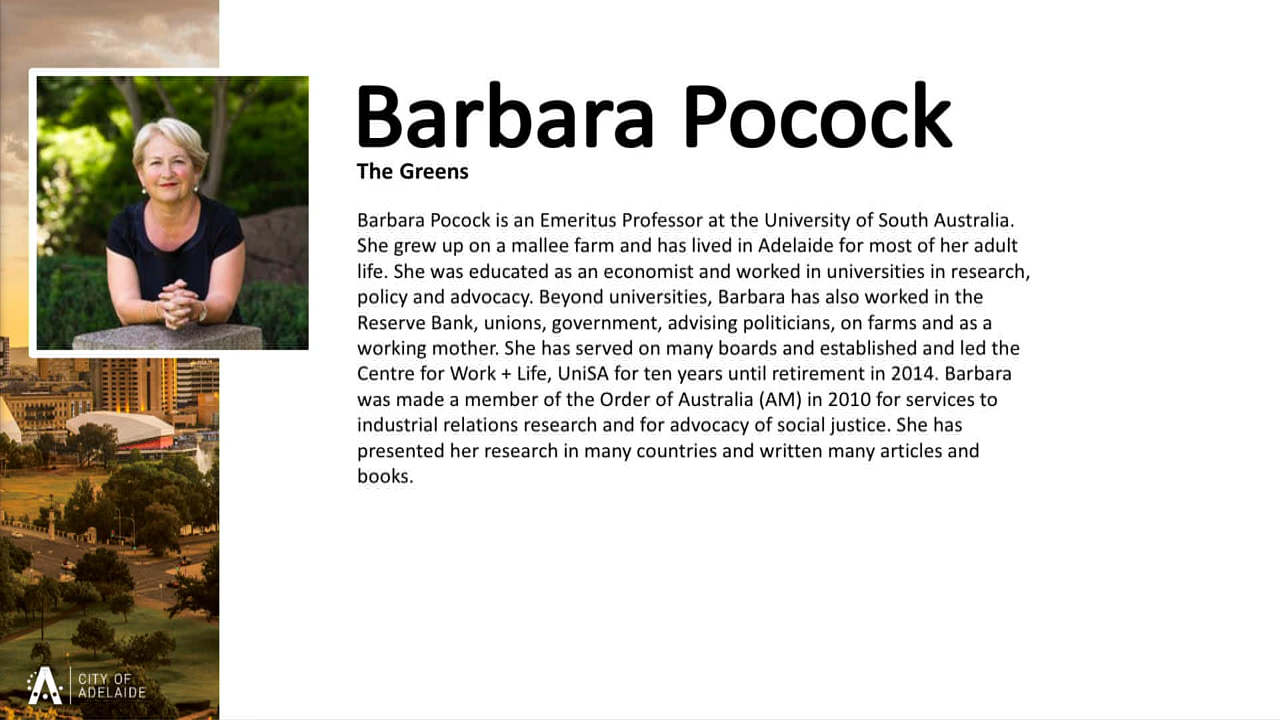 Barbara Pocock
The Greens
Barbara Pocock is an Emeritus Professor at the University of South Australia.
She grew up on a mallee farm and has lived in Adelaide for most of her adult
life. She was educated as an economist and worked in universities in research,
policy and advocacy. Beyond universities, Barbara has also worked in the
Reserve Bank, unions, government, advising politicians, on farms and as a
working mother. She has served on many boards and established and led the
Centre for Work + Life, UniSA for ten years until retirement in 2014. Barbara
was made a member of the Order of Australia (AM) in 2010 for services to
industrial relations research and for advocacy of social justice. She has
presented her research in many countries and written many articles and
books.
CITY OF
ADELAIDE